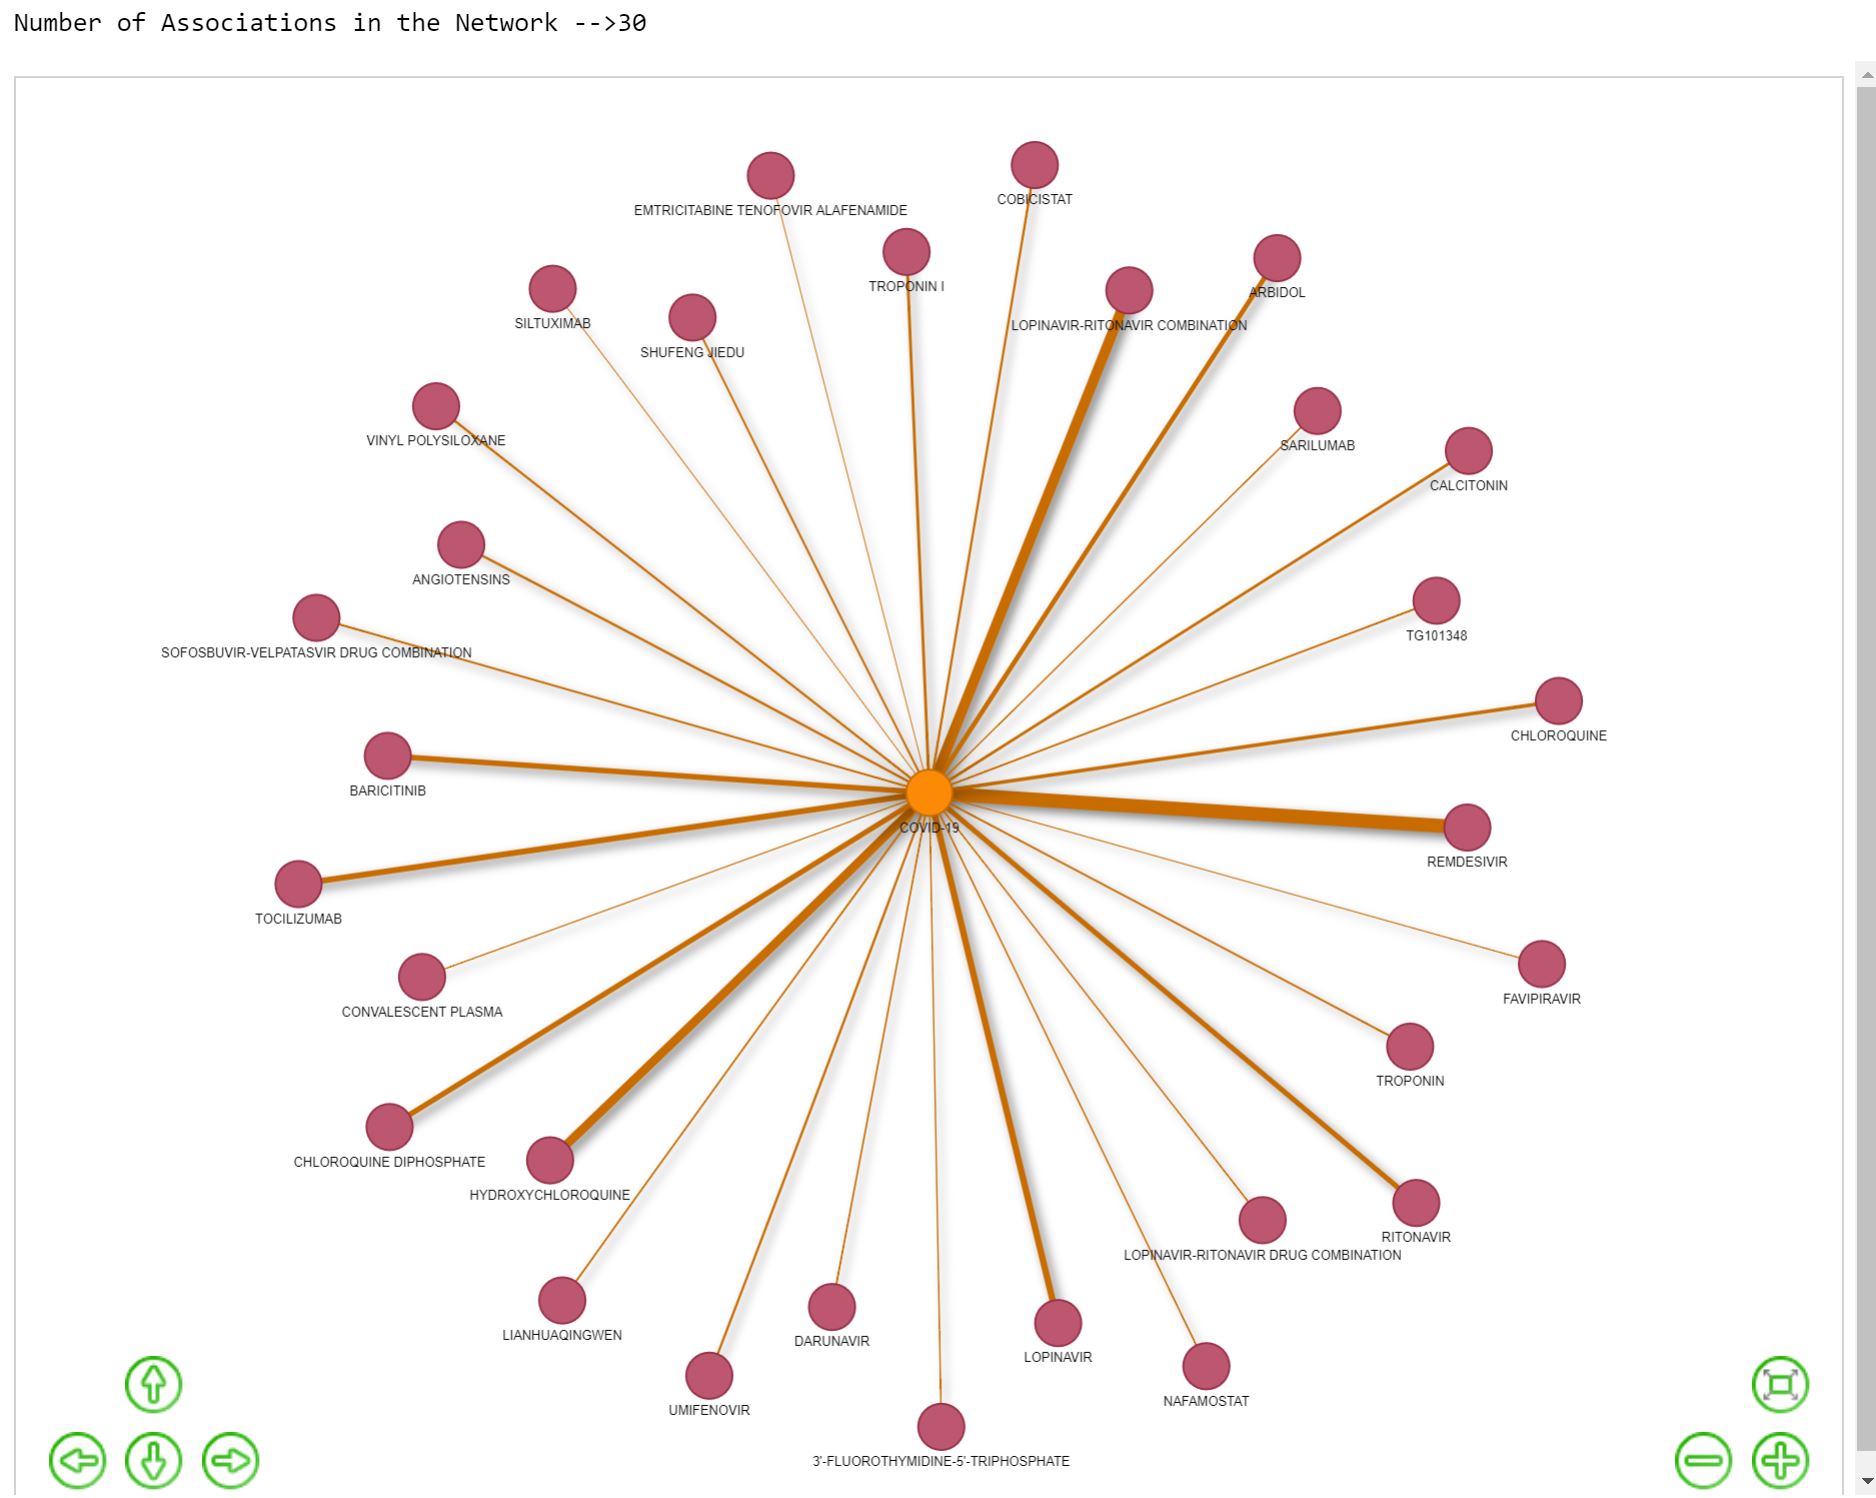 Number of Associations in the Network -->30
COBICISTAT
EMTRICITABINE TENOFOVIR ALAFENAMIDE
TROPONIN I
ARBIDOL
SILTUXIMAB
LOPINAVIR-RITONAVIR COMBINATION
SHUFENG JIEDU
VINYL POLYSILOXANE
SARILUMAB
CALCITONIN
ANGIOTENSINS
TG101348
SOFOSBUVIR-VELPATASVIR DRUG COMBINATION
CHLOROQUINE
BARICITINIB
COVID-19
REMDESIVIR
TOCILIZUMAB
FAVIPIRAVIR
CONVALESCENT PLASMA
TROPONIN
CHLOROQUINE DIPHOSPHATE
HYDROXYCHLOROQUINE
RITONAVIR
LOPINAVIR-RITONAVIR DRUG COMBINATION
LIANHUAQINGWEN
DARUNAVIR
LOPINAVIR
NAFAMOSTAT
UMIFENOVIR
3'-FLUOROTHYMIDINE-5'-TRIPHOSPHATE